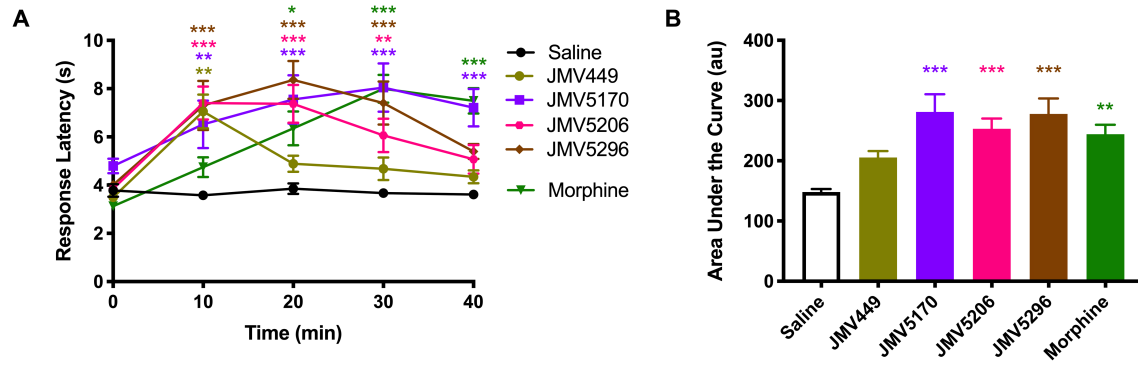 A
***
***
**
**
*
***
***
***
***
***
**
***
***
***
Response Latency (s)
10
8
6
4
2
0
0 10 20 30 40
Time (min)
Saline
JMV449
JMV5170
JMV5206
JMV5296
Morphine
B
Area Under the Curve (au)
400
300
200
100
0
*** *** *** **
Saline JMV449 JMV5170 JMV5206 JMV5296 Morphine